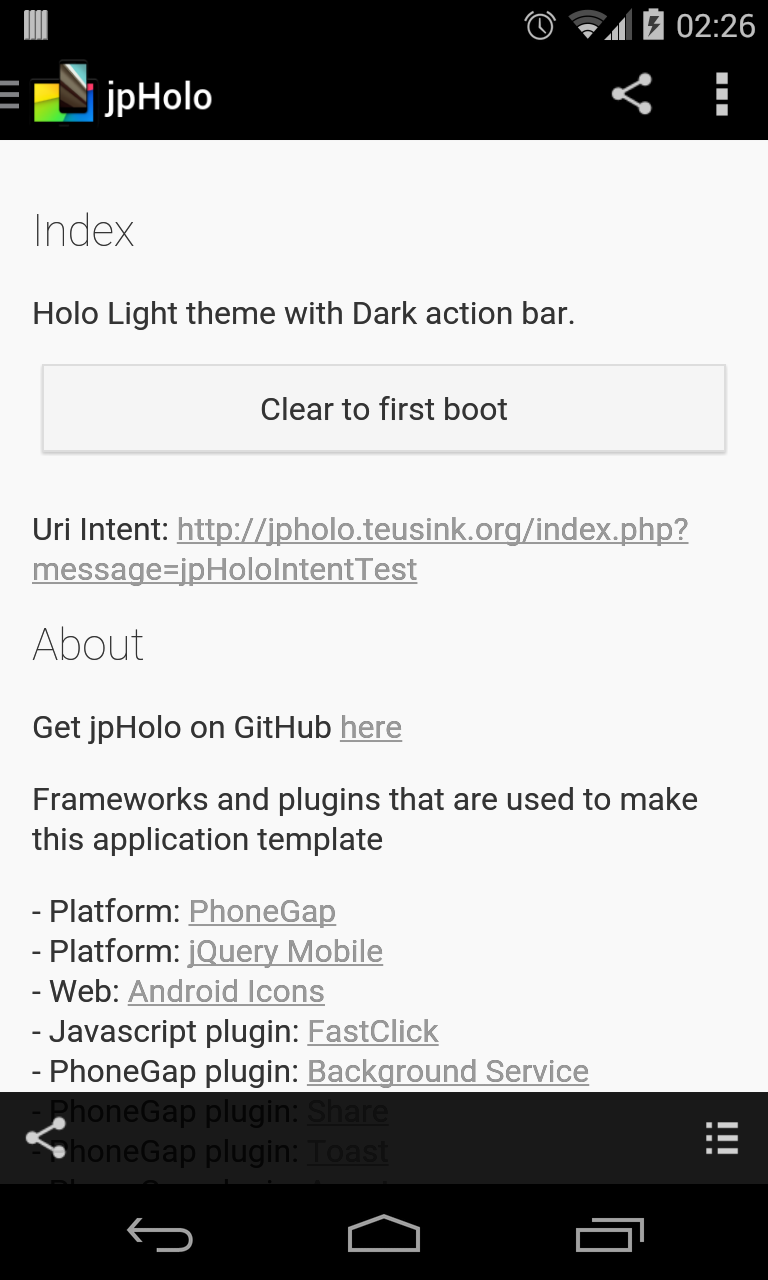 02:26
jpHolo
Index
Holo Light theme with Dark action bar.
Clear to first boot
Uri Intent: http://jpholo.teusink.org/index.php?
message=jpHoloIntentTest
About
Get jpHolo on GitHub here
Frameworks and plugins that are used to make
this application template
- Platform: PhoneGap
- Platform: jQuery Mobile
- Web: Android Icons
- Javascript plugin: FastClick
- PhoneGap plugin: Background Service
- PhoneGap plugin: Share
- PhoneGap plugin: Toast